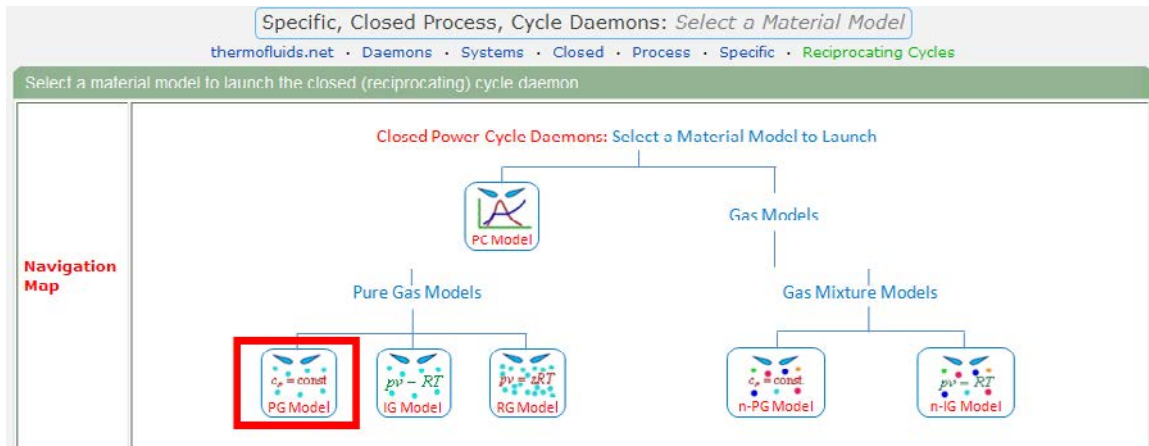 Specific, Closed Process, Cycle Daemons: Select a Material Model
thermofluids.net · Daemons · Systems · Closed · Process · Specific · Reciprocating Cycles
Select a material model to launch the closed (reciprocating) cycle daemon
Closed Power Cycle Daemons: Select a Material Model to Launch
PC Model
Gas Models
Navigation
Map
Pure Gas Models
Gas Mixture Models
cₚ = const
PG Model
pv = RT
IG Model
pv = zRT
RG Model
cₚ = const.
n-PG Model
pv = RT
n-IG Model